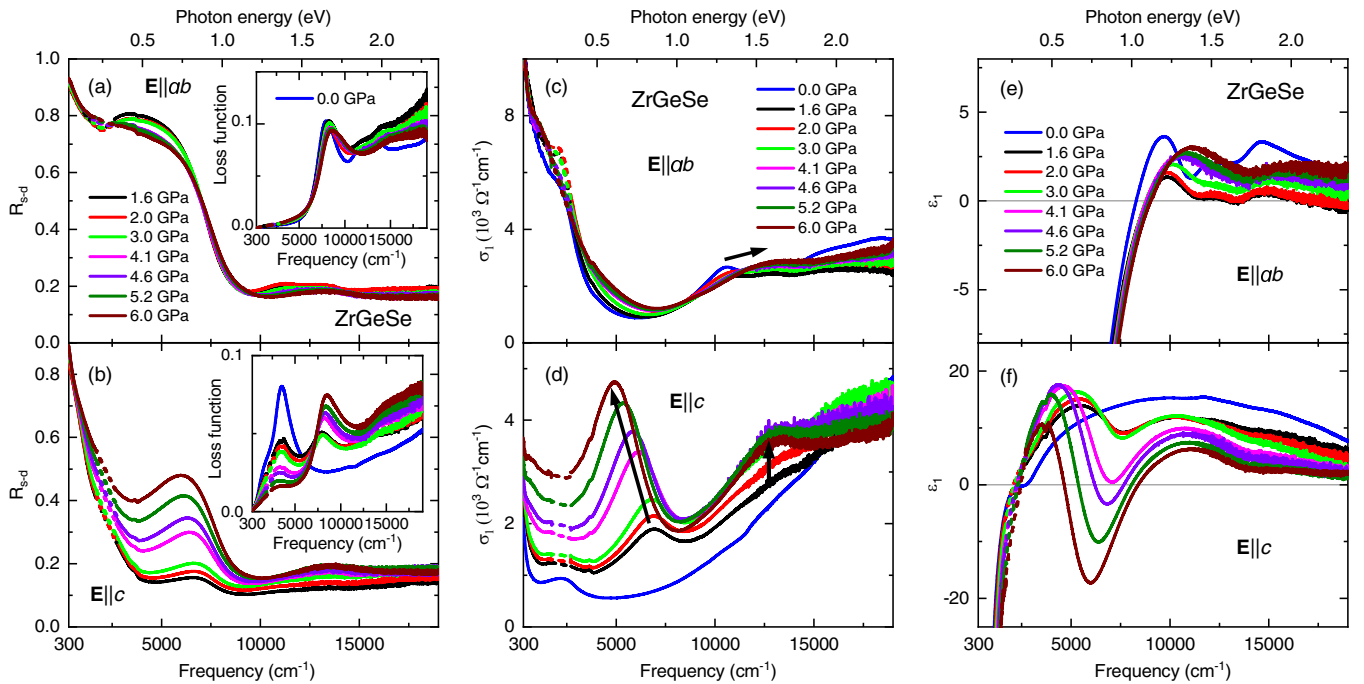 Photon energy (eV)
0.5 1.0 1.5 2.0
Photon energy (eV)
0.5 1.0 1.5 2.0
Photon energy (eV)
0.5 1.0 1.5 2.0
(a)
E||ab
1.0
0.8
0.6
0.4
0.2
0.0
R_{s-d}
1.6 GPa
2.0 GPa
3.0 GPa
4.1 GPa
4.6 GPa
5.2 GPa
6.0 GPa
ZrGeSe
0.0 GPa
Loss function
0.1
0.0
300 5000 10000 15000
Frequency (cm⁻¹)
(b)
E||c
0.8
0.6
0.4
0.2
0.0
R_{s-d}
Loss function
0.1
0.0
300 5000 10000 15000
Frequency (cm⁻¹)
300 5000 10000 15000
Frequency (cm⁻¹)
(c)
ZrGeSe
E||ab
8
4
0
σ₁ (10³ Ω⁻¹cm⁻¹)
0.0 GPa
1.6 GPa
2.0 GPa
3.0 GPa
4.1 GPa
4.6 GPa
5.2 GPa
6.0 GPa
(d)
E||c
4
2
0
σ₁ (10³ Ω⁻¹cm⁻¹)
300 5000 10000 15000
Frequency (cm⁻¹)
(e)
ZrGeSe
5
0
-5
ε₁
0.0 GPa
1.6 GPa
2.0 GPa
3.0 GPa
4.1 GPa
4.6 GPa
5.2 GPa
6.0 GPa
E||ab
(f)
20
10
0
-10
-20
ε₁
E||c
300 5000 10000 15000
Frequency (cm⁻¹)